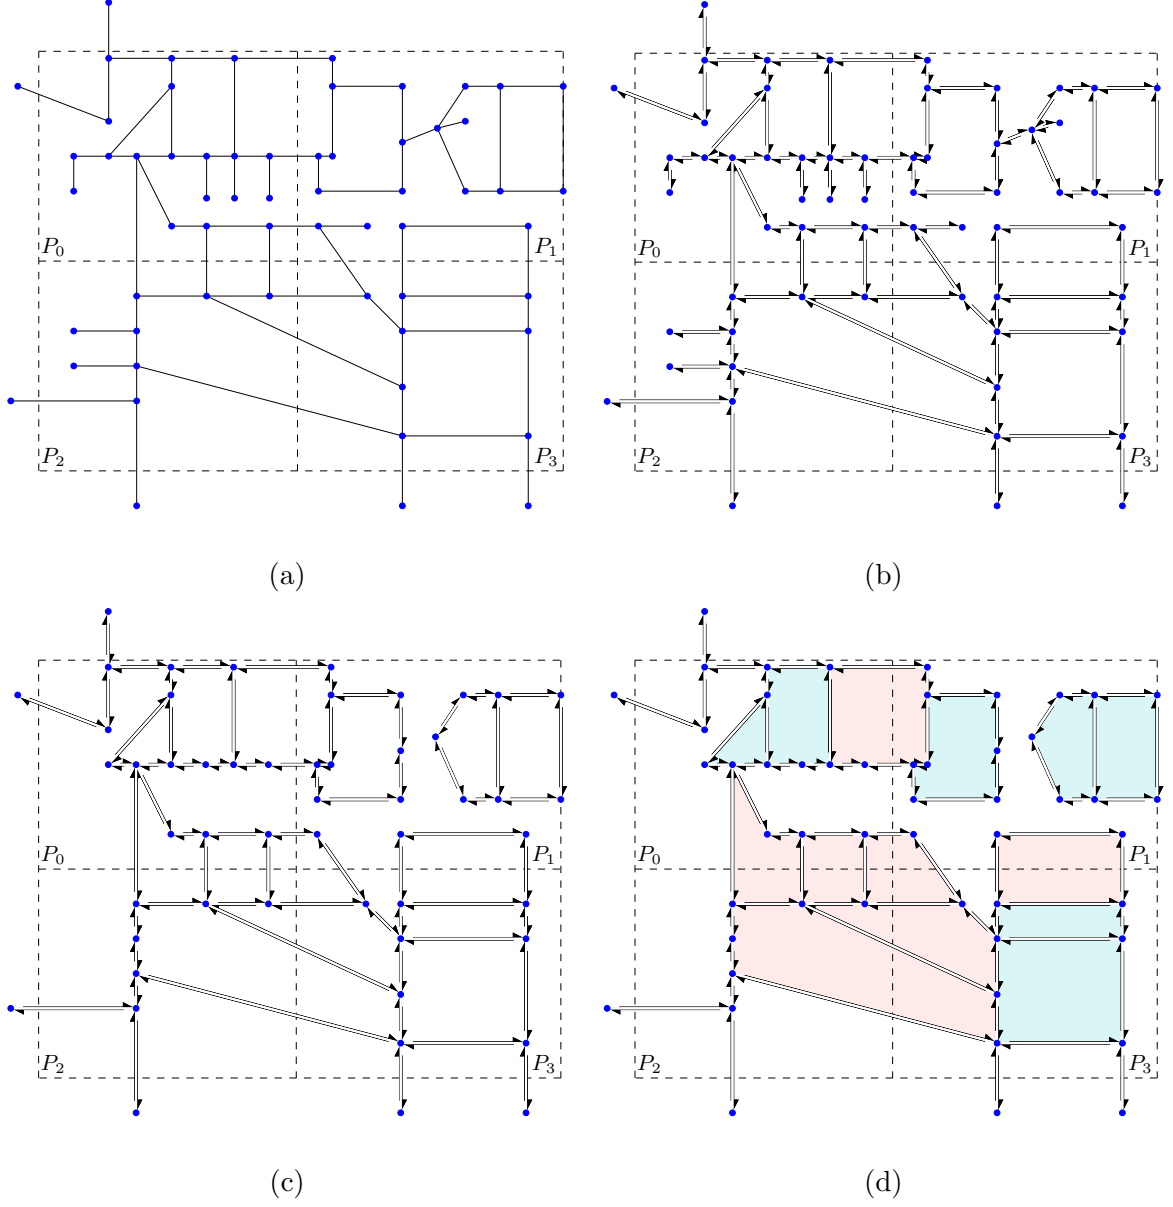 P₀ P₁ P₀ P₁
P₂ P₃ P₂ P₃
(a) (b)
P₀ P₁ P₀ P₁
P₂ P₃ P₂ P₃
(c) (d)